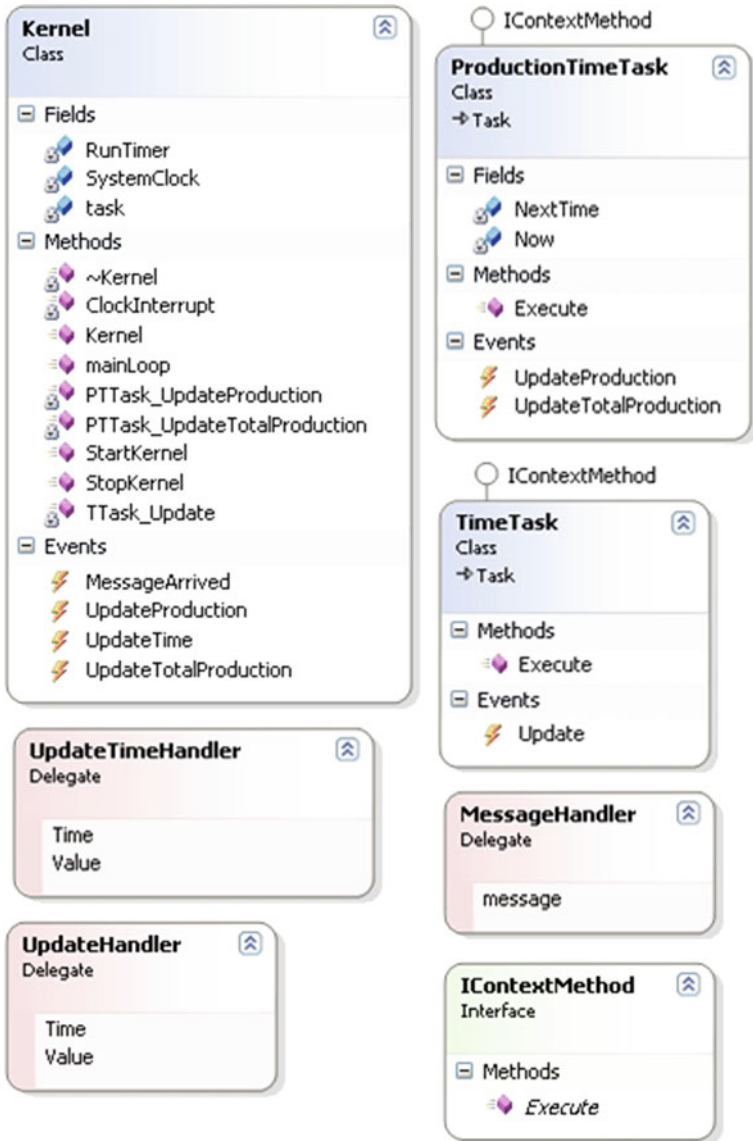 Kernel
Class
Fields
RunTimer
SystemClock
task
Methods
~Kernel
ClockInterrupt
Kernel
mainLoop
PTTask_UpdateProduction
PTTask_UpdateTotalProduction
StartKernel
StopKernel
TTask_Update
Events
MessageArrived
UpdateProduction
UpdateTime
UpdateTotalProduction
UpdateTimeHandler
Delegate
Time
Value
UpdateHandler
Delegate
Time
Value
IContextMethod
ProductionTimeTask
Class
Task
Fields
NextTime
Now
Methods
Execute
Events
UpdateProduction
UpdateTotalProduction
IContextMethod
TimeTask
Class
Task
Methods
Execute
Events
Update
MessageHandler
Delegate
message
IContextMethod
Interface
Methods
Execute